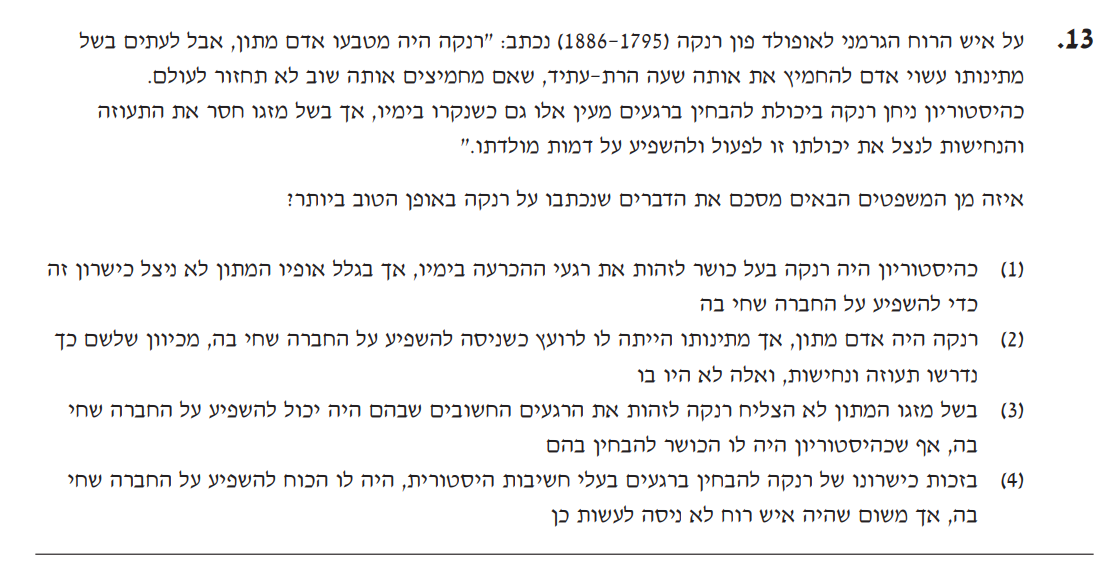 13. על איש הרוח הגרמני לאופולד פון רנקה (1795–1886) נכתב: "רנקה היה מטבעו אדם מתון, אבל לעתים בשל
מתינותו עשוי אדם להחמיץ את אותה שעה הרת-עתיד, שאם מחמיצים אותה שוב לא תחזור לעולם.
כהיסטוריון ניחן רנקה ביכולת להבחין ברגעים מעין אלו גם כשנקרו בימיו, אך בשל מזגו חסר את התעוזה
והנחישות לנצל את יכולתו זו לפעול ולהשפיע על דמות מולדתו."
איזה מן המשפטים הבאים מסכם את הדברים שנכתבו על רנקה באופן הטוב ביותר?
(1) כהיסטוריון היה רנקה בעל כושר לזהות את רגעי ההכרעה בימיו, אך בגלל אופיו המתון לא ניצל כישרון זה
כדי להשפיע על החברה שחי בה
(2) רנקה היה אדם מתון, אך מתינותו הייתה לו לרועץ כשניסה להשפיע על החברה שחי בה, מכיוון שלשם כך
נדרשו תעוזה ונחישות, ואלה לא היו בו
(3) בשל מזגו המתון לא הצליח רנקה לזהות את הרגעים החשובים שבהם היה יכול להשפיע על החברה שחי
בה, אף שכהיסטוריון היה לו הכושר להבחין בהם
(4) בזכות כישרונו של רנקה להבחין ברגעים בעלי חשיבות היסטורית, היה לו הכוח להשפיע על החברה שחי
בה, אך משום שהיה איש רוח לא ניסה לעשות כן